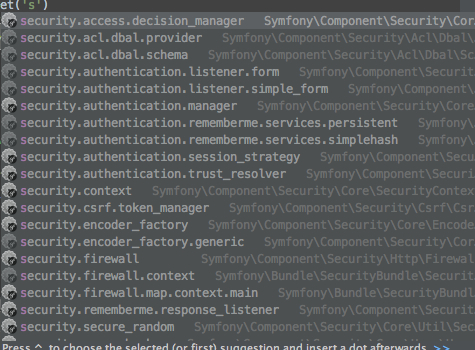 et('s')
security.access.decision_manager Symfony\Component\Security\Cor
security.acl.dbal.provider Symfony\Component\Security\Acl\Dbal\
security.acl.dbal.schema Symfony\Component\Security\Acl\Dbal\Sc
security.authentication.listener.form Symfony\Component\Securit
security.authentication.listener.simple_form Symfony\Component\
security.authentication.manager Symfony\Component\Security\Core
security.authentication.rememberme.services.persistent Symfony\
security.authentication.rememberme.services.simplehash Symfony\
security.authentication.session_strategy Symfony\Component\Secu
security.authentication.trust_resolver Symfony\Component\Securi
security.context Symfony\Component\Security\Core\SecurityContex
security.csrf.token_manager Symfony\Component\Security\Csrf\Csr
security.encoder_factory Symfony\Component\Security\Core\Encode
security.encoder_factory.generic Symfony\Component\Security\Cor
security.firewall Symfony\Component\Security\Http\Firewal
security.firewall.context Symfony\Bundle\SecurityBundle\Securit
security.firewall.map.context.main Symfony\Bundle\SecurityBundl
security.rememberme.response_listener Symfony\Component\Securit
security.secure_random Symfony\Component\Security\Core\Util\Sec
Press ^. to choose the selected (or first) suggestion and insert a dot afterwards >>